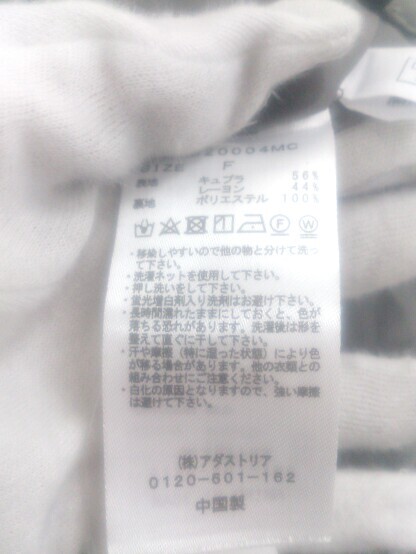 20004MC
SIZE F
表地 キュプラ 56%
レーヨン 44%
裏地 ポリエステル 100%
F W
・移染しやすいので他の物と分けて洗っ
て下さい。
・洗濯ネットを使用して下さい。
・押し洗いをして下さい。
・蛍光増白剤入り洗剤はお避け下さい。
・長時間濡れたままにしておくと、色が
落ちる恐れがあります。洗濯後は形を
整えて直ぐに干して下さい。
・汗や摩擦（特に湿った状態）により色
が移る場合があります。他の衣類との
組み合わせにご注意ください。
・白化の原因となりますので、強い摩擦
は避けて下さい。
(株)アダストリア
0120-601-162
中国製